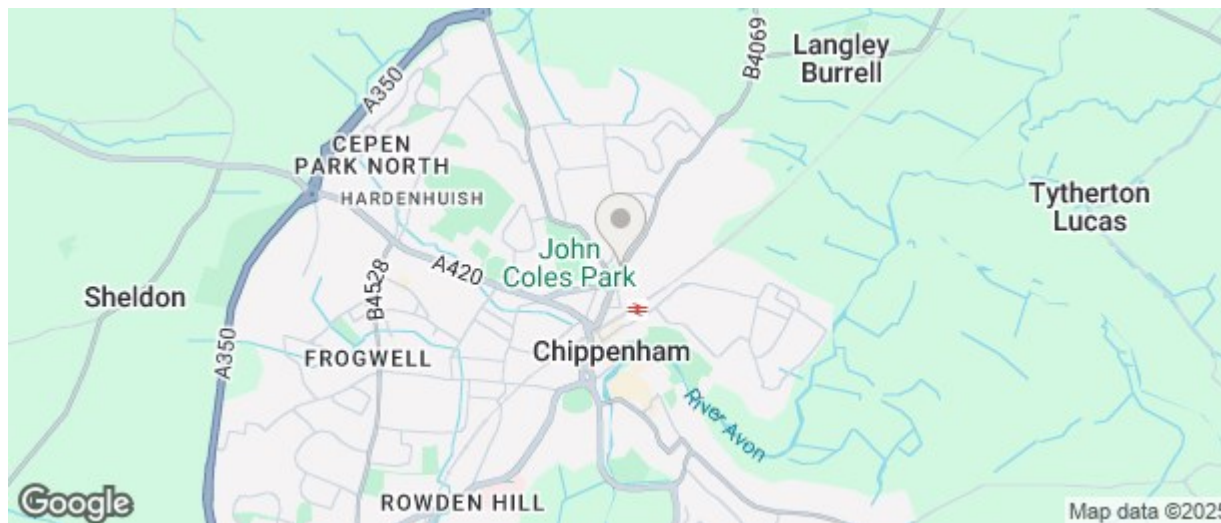 Langley
Burrell
B4069
A350
CEPEN
PARK NORTH
HARDENHUISH
Tytherton
Lucas
John
Coles Park
A420
B4528
Sheldon
A350
FROGWELL
Chippenham
River Avon
ROWDEN HILL
Google
Map data ©2025